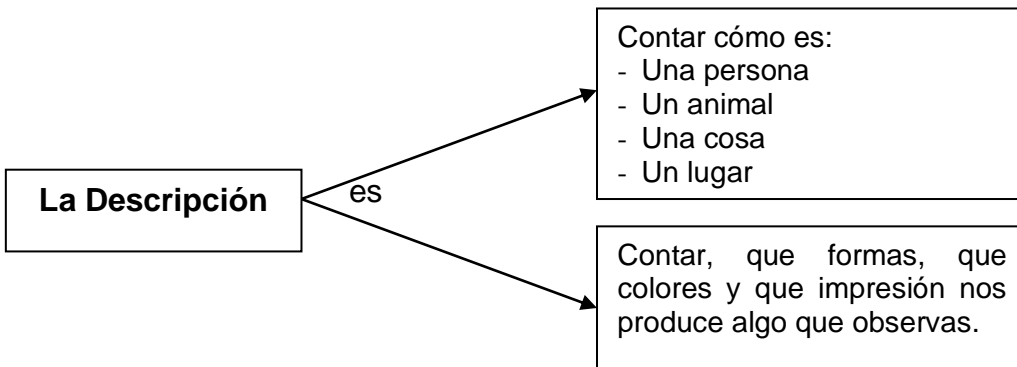 La Descripción
es
Contar cómo es:
- Una persona
- Un animal
- Una cosa
- Un lugar
Contar, que formas, que
colores y que impresión nos
produce algo que observas.